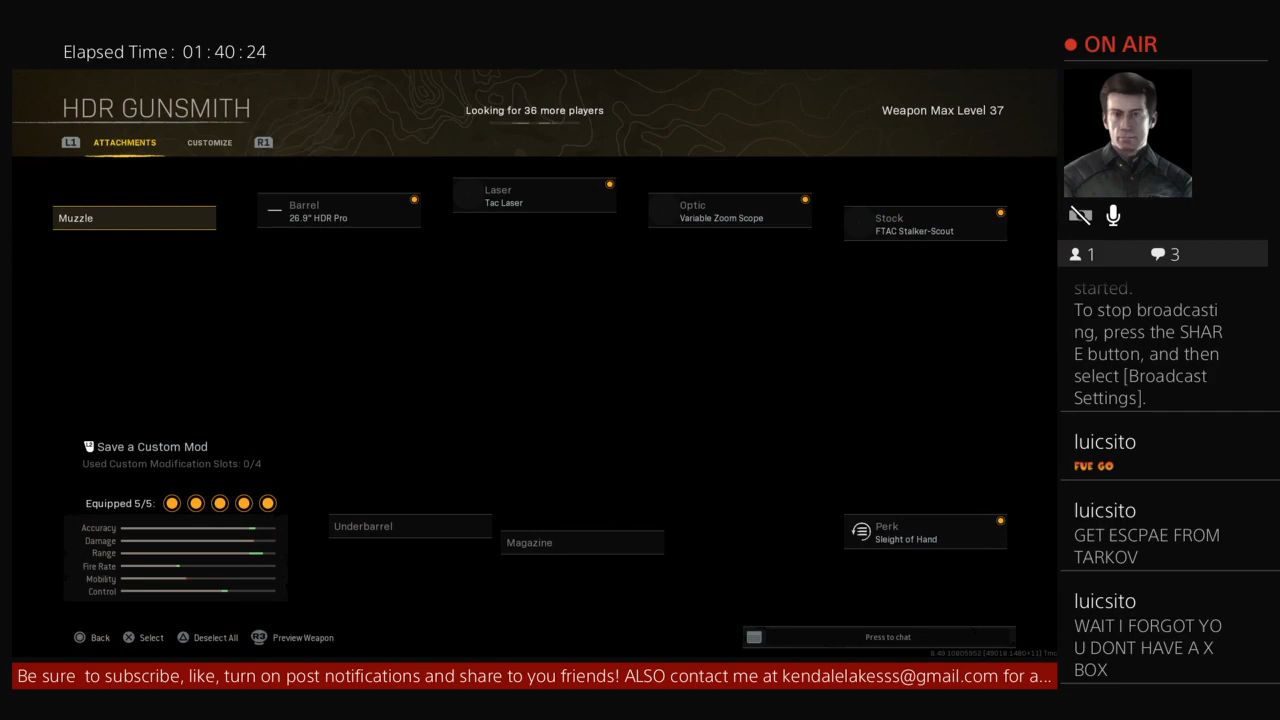 Elapsed Time: 01:40:24
ON AIR
HDR GUNSMITH
Looking for 36 more players
Weapon Max Level 37
L1 ATTACHMENTS CUSTOMIZE R1
Muzzle
Barrel
26.9" HDR Pro
Laser
Tac Laser
Optic
Variable Zoom Scope
Stock
FTAC Stalker-Scout
1 3
started.
To stop broadcasti
ng, press the SHAR
E button, and then
select [Broadcast
Settings].
luicsito
FUE GO
luicsito
GET ESCPAE FROM
TARKOV
luicsito
WAIT I FORGOT YO
U DONT HAVE A X
BOX
L2 Save a Custom Mod
Used Custom Modification Slots: 0/4
Equipped 5/5:
Accuracy
Damage
Range
Fire Rate
Mobility
Control
Underbarrel
Magazine
Perk
Sleight of Hand
Back Select Deselect All R3 Preview Weapon
Press to chat
Be sure to subscribe, like, turn on post notifications and share to you friends! ALSO contact me at kendalelakesss@gmail.com for a...